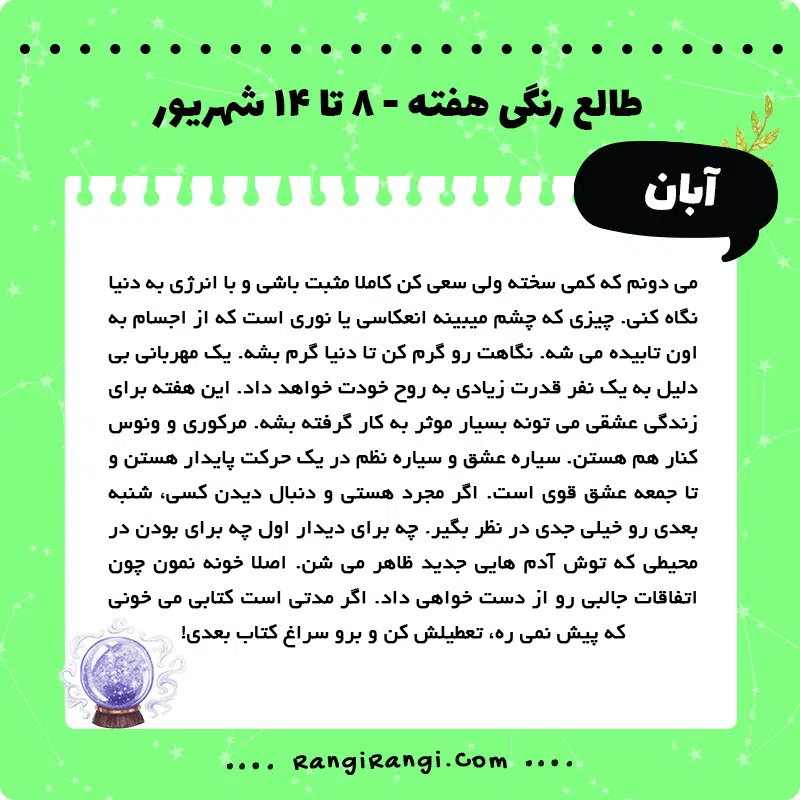 طالع رنگی هفته - ۸ تا ۱۴ شهریور
آبان
می دونم که کمی سخته ولی سعی کن کاملا مثبت باشی و با انرژی به دنیا
نگاه کنی. چیزی که چشم میبینه انعکاسی یا نوری است که از اجسام به
اون تابیده می شه. نگاهت رو گرم کن تا دنیا گرم بشه. یک مهربانی بی
دلیل به یک نفر قدرت زیادی به روح خودت خواهد داد. این هفته برای
زندگی عشقی می تونه بسیار موثر به کار گرفته بشه. مرکوری و ونوس
کنار هم هستن. سیاره عشق و سیاره نظم در یک حرکت پایدار هستن و
تا جمعه عشق قوی است. اگر مجرد هستی و دنبال دیدن کسی، شنبه
بعدی رو خیلی جدی در نظر بگیر. چه برای دیدار اول چه برای بودن در
محیطی که توش آدم هایی جدید ظاهر می شن. اصلا خونه نمون چون
اتفاقات جالبی رو از دست خواهی داد. اگر مدتی است کتابی می خونی
که پیش نمی ره، تعطیلش کن و برو سراغ کتاب بعدی!
.... RangiRangi.Com ....